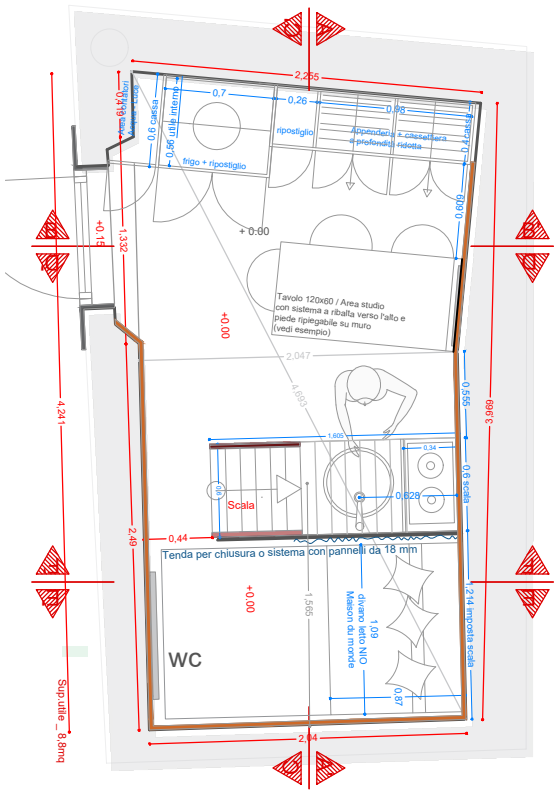 2,255
0,7
0,26
0,98
0,6 cassa
0,56 utile interno
ripostiglio
Appenderia + cassettiera
a profondità ridotta
0,4 cassa
frigo + ripostiglio
0,609
+0.15
1,332
+ 0.00
Tavolo 120x60 / Area studio
con sistema a ribalta verso l'alto e
piede ripiegabile su muro
(vedi esempio)
+0.00
2,047
4,693
0,555
3,996
4,241
1,605
0,34
0,6 scala
Scala
0,628
2,49
0,44
Tenda per chiusura o sistema con pannelli da 18 mm
+0.00
1,565
1,09
divano letto NIO
Maison du monde
1,214 imposta scala
WC
0,87
Sup.utile _ 8,8mq
2,04